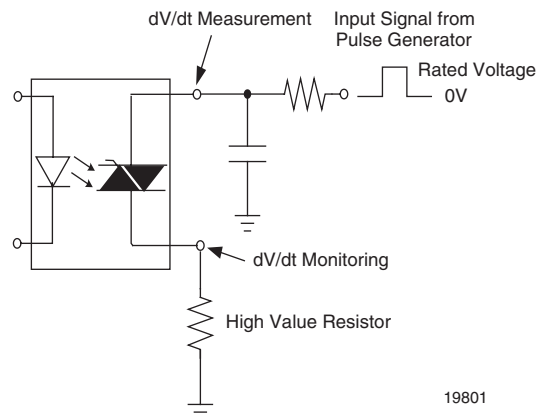 dV/dt Measurement
Input Signal from
Pulse Generator
Rated Voltage
0V
dV/dt Monitoring
High Value Resistor
19801